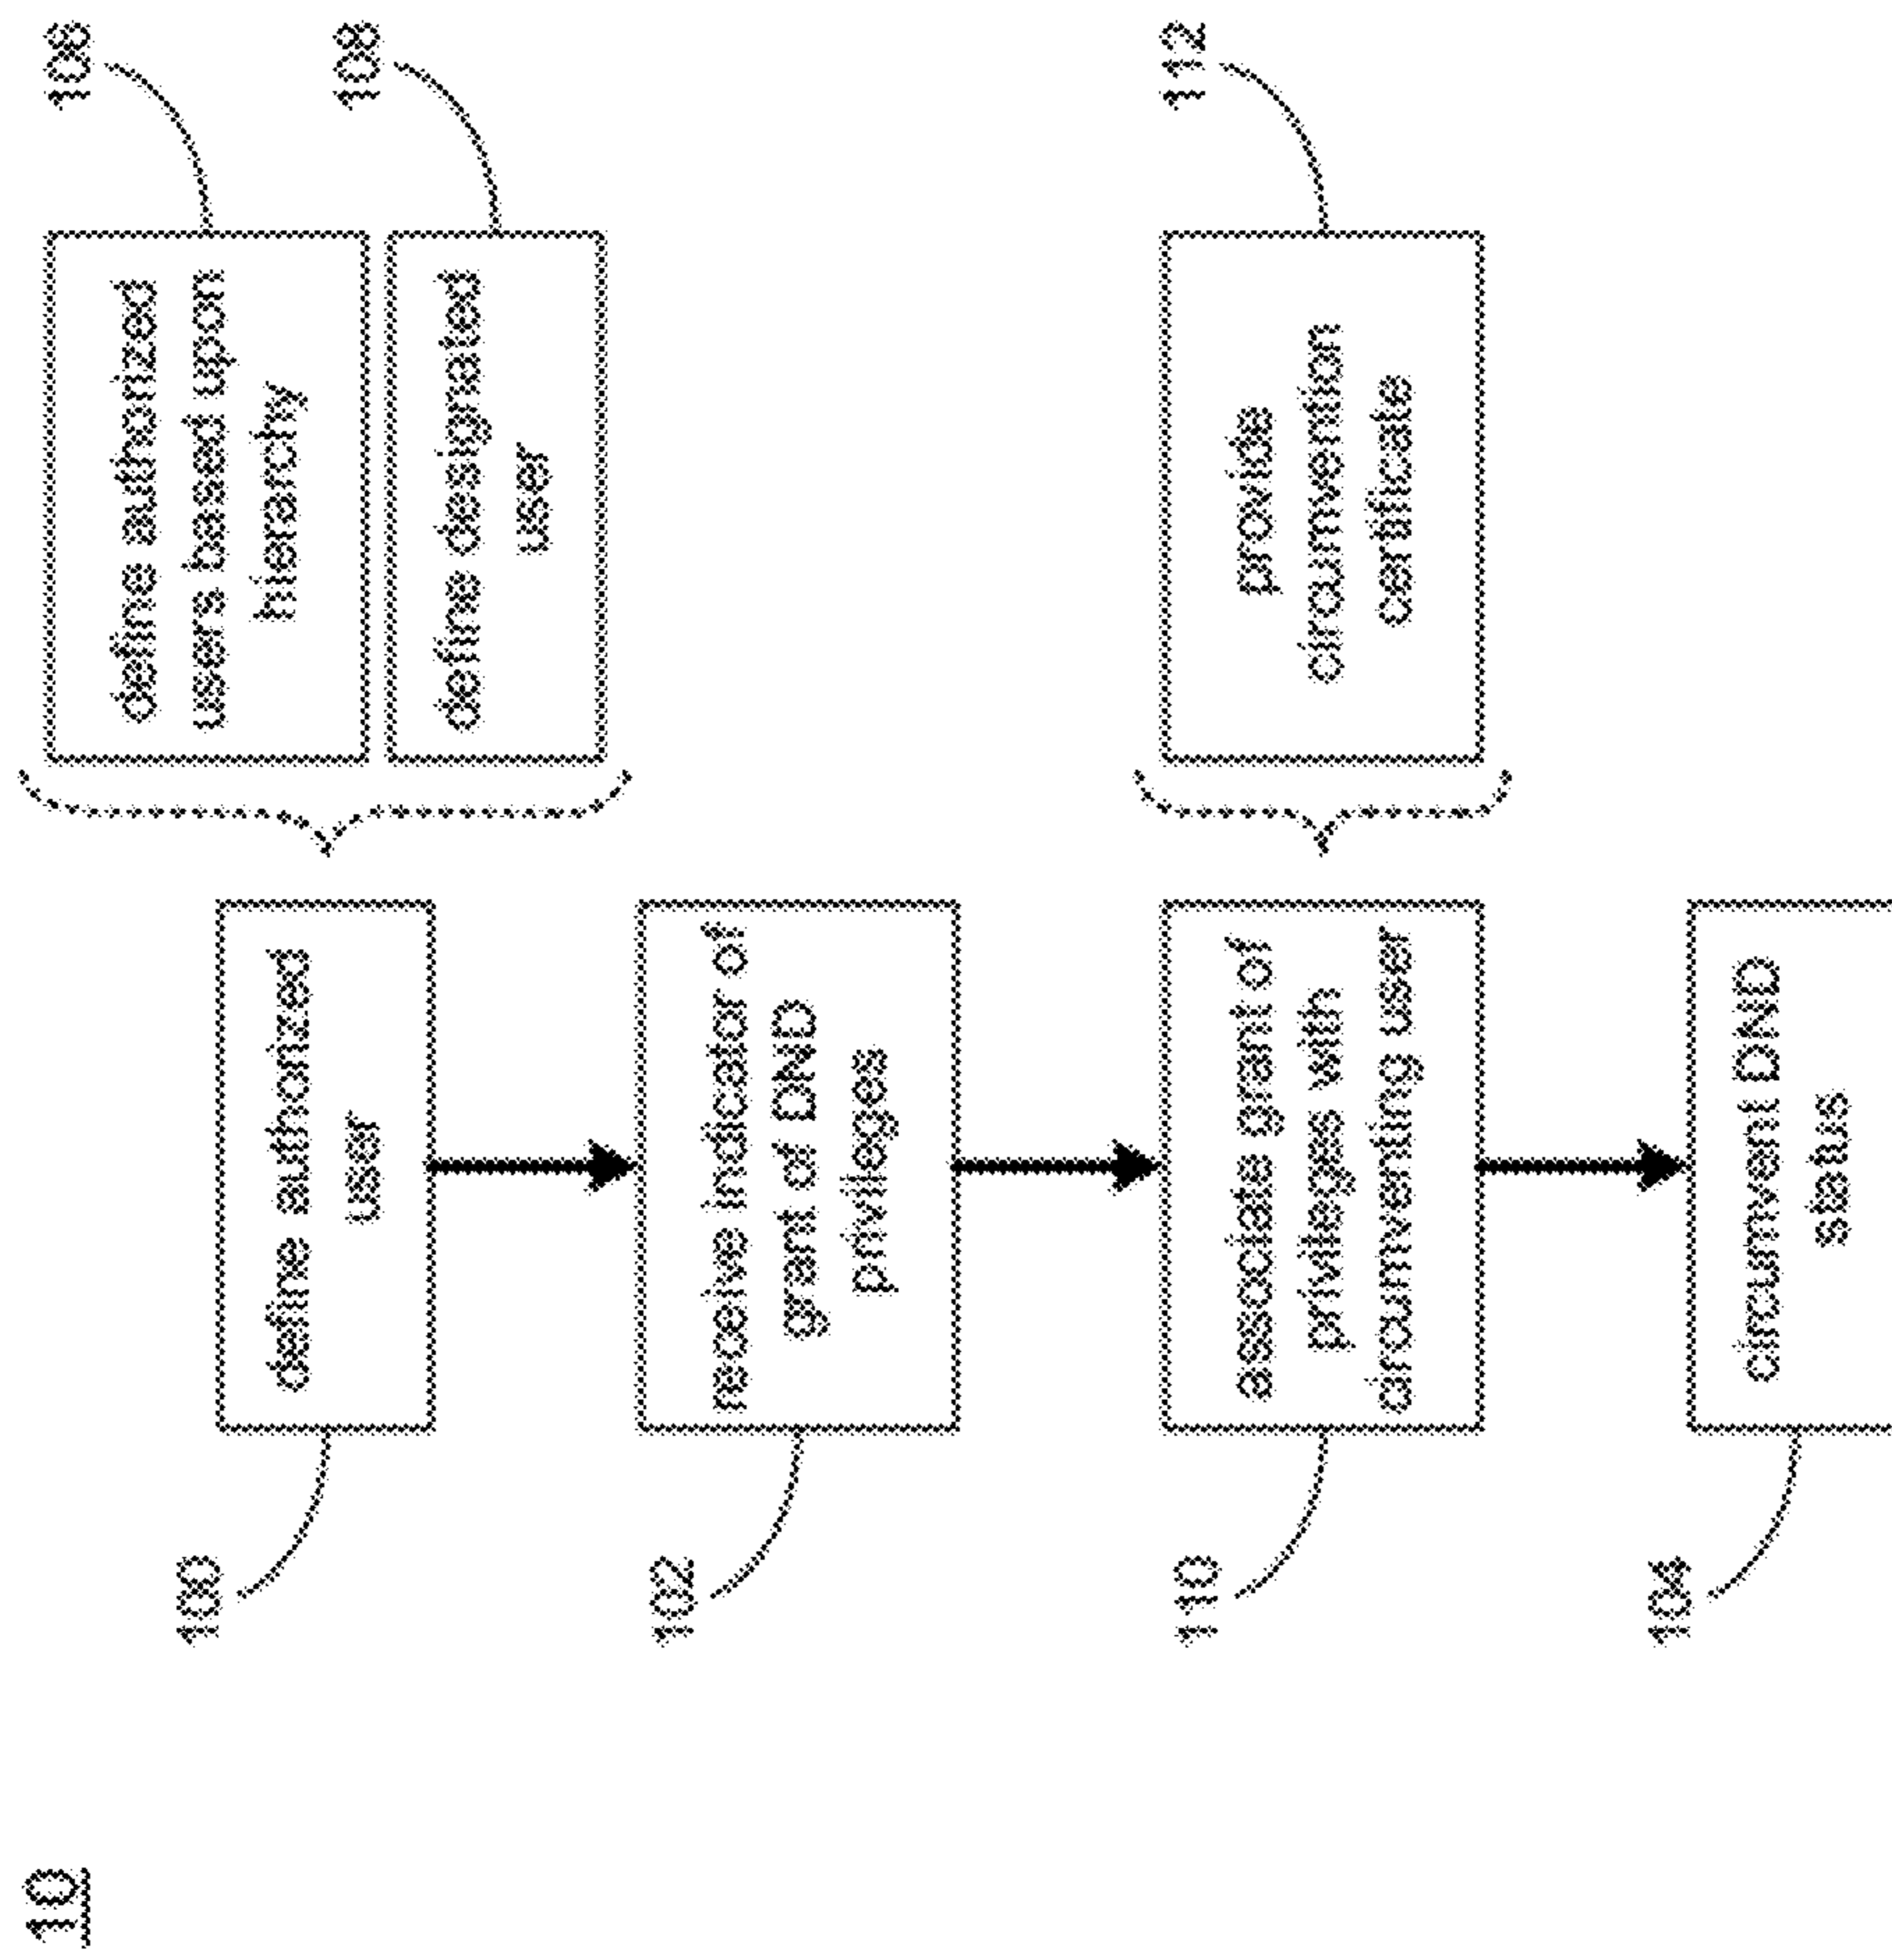 10
100
define authorized
user
108
define authorized
users based upon
hierarchy
108
define designated
user
102
receive indicator of
grant of DND
privileges
110
associate grant of
privileges with
circumventing user
112
provide
circumvention
certificate
104
circumvent DND
status